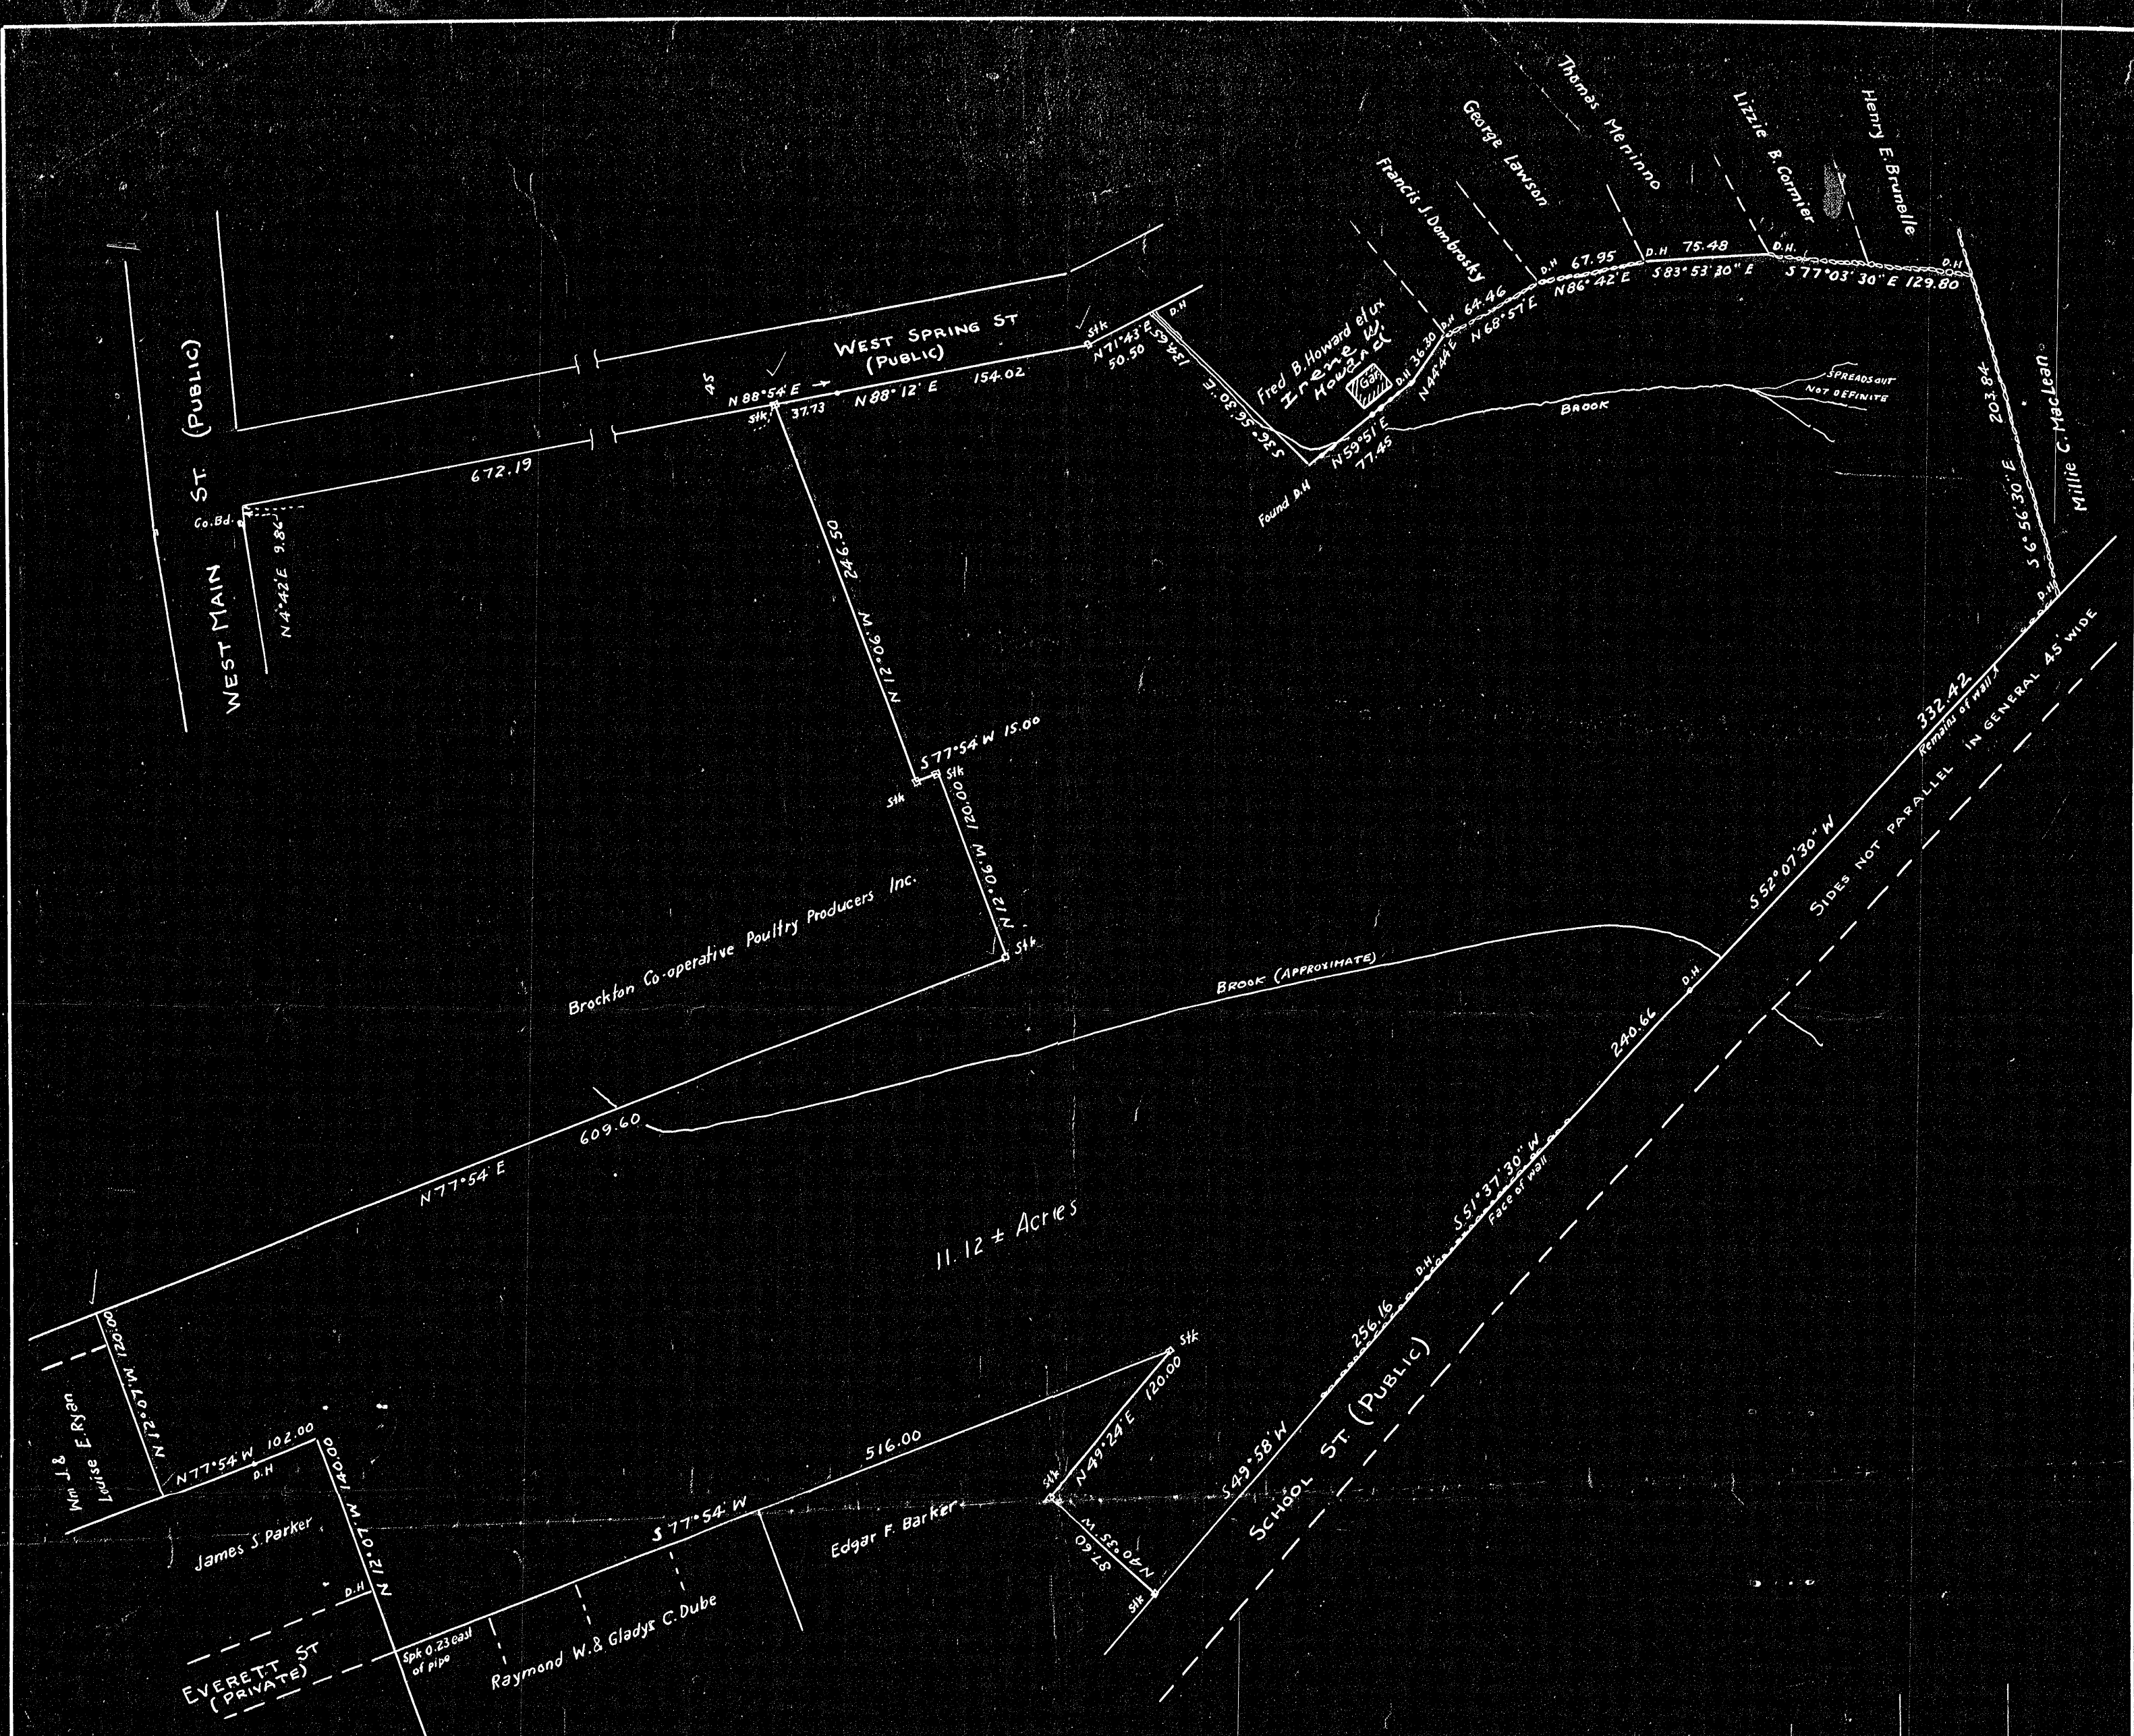 Thomas Meninno
Lizzie B. Cormier
Henry E. Brunelle
George Lawson
Francis J. Dombrosky
Fred B. Howard et ux
Irene W.
Howard
Gar.
WEST MAIN ST. (PUBLIC)
WEST SPRING ST
(PUBLIC)
Co. Bd.
N 4°42' E 9.86
672.19
N 88°54' E
Stk
37.73
N 88°12' E 154.02
Stk
N 71°43' E
50.50
D.H
S 36°56'30" E 134.65
Found D.H
N 59°51' E
77.45
D.H 36.30
N 44°44' E
D.H
64.46
N 68°57' E
D.H 67.95
N 86°42' E
D.H 75.48
S 83°53'30" E
D.H.
S 77°03'30" E 129.80
D.H
SPREADS OUT
NOT DEFINITE
BROOK
203.84
S 6°56'30" E
Millie C. MacLean
D.H.
N 12°06' W 246.50
S 77°54' W 15.00
Stk
Stk
N 12°06' W 120.00
Stk
332.42
Remains of wall
S 52°07'30" W
SIDES NOT PARALLEL IN GENERAL 45' WIDE
Brockton Co-operative Poultry Producers Inc.
BROOK (APPROXIMATE)
D.H.
240.66
S 51°37'30" W
Face of wall
609.60
N 77°54' E
11.12 ± Acres
D.H.
256.16
S 49°58' W
SCHOOL ST. (PUBLIC)
N 12°07' W 120.00
Wm J. &
Louise E. Ryan
N 77°54' W 102.00
D.H
James S. Parker
N 12°07' W 140.00
D.H
EVERETT ST
(PRIVATE)
Spk 0.23 east
of pipe
S 77°54' W
516.00
Stk
N 49°24' E 120.00
Stk
N 40°35' W
87.60
Stk
Edgar F. Barker
Raymond W. & Gladys C. Dube